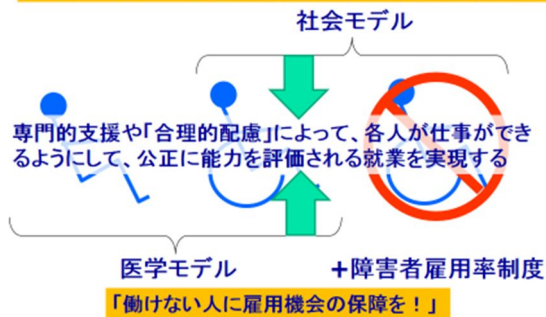 社会モデル
専門的支援や「合理的配慮」によって、各人が仕事ができ
るようにして、公正に能力を評価される就業を実現する
医学モデル
+障害者雇用率制度
「働けない人に雇用機会の保障を!」